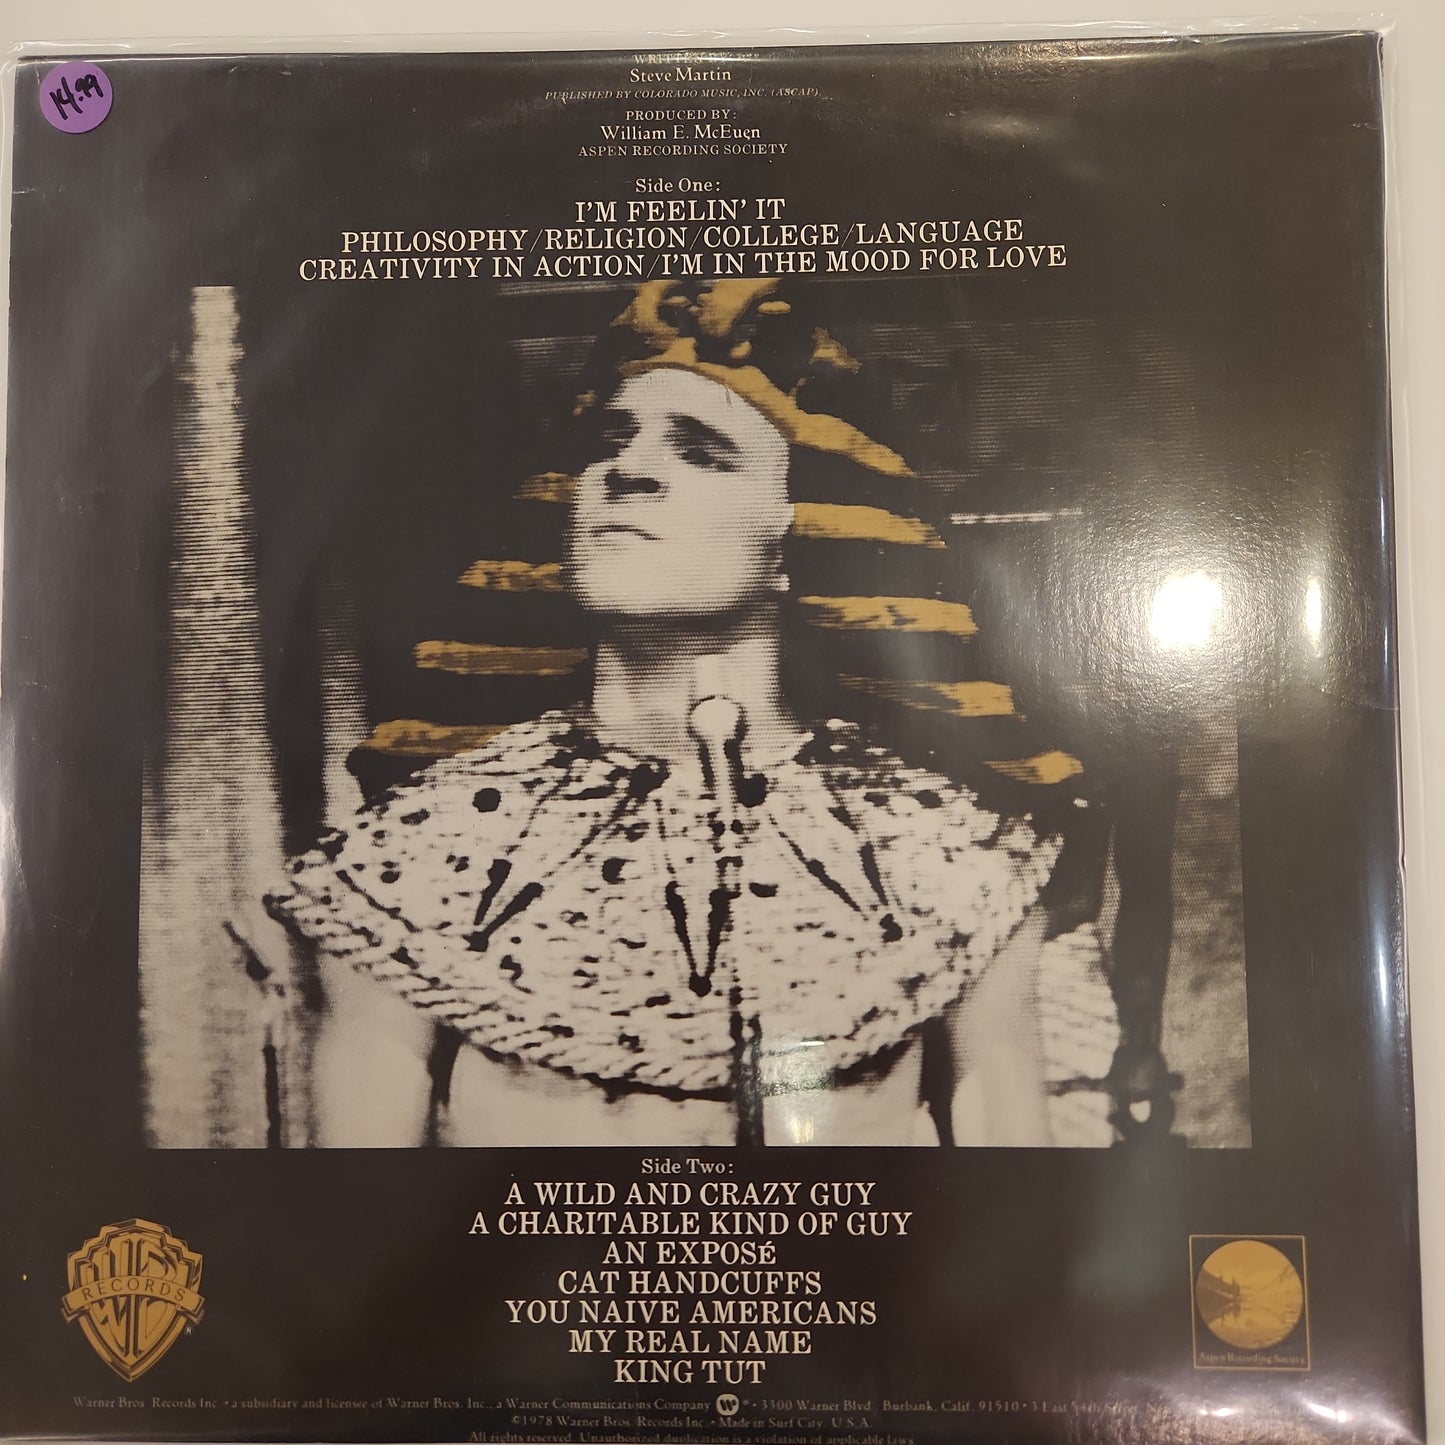 14.99
WRITTEN BY
Steve Martin
PUBLISHED BY COLORADO MUSIC, INC. (ASCAP)
PRODUCED BY:
William E. McEuen
ASPEN RECORDING SOCIETY
Side One:
I'M FEELIN' IT
PHILOSOPHY/RELIGION/COLLEGE/LANGUAGE
CREATIVITY IN ACTION/I'M IN THE MOOD FOR LOVE
Side Two:
A WILD AND CRAZY GUY
A CHARITABLE KIND OF GUY
AN EXPOSÉ
CAT HANDCUFFS
YOU NAIVE AMERICANS
MY REAL NAME
KING TUT
WB
RECORDS
®
Aspen Recording Society
Warner Bros. Records Inc. • a subsidiary and licensee of Warner Bros. Inc., a Warner Communications Company W ® • 3300 Warner Blvd., Burbank, Calif. 91510 • 3 East 54th Street,
©1978 Warner Bros. Records Inc. • Made in Surf City, U.S.A.
All rights reserved. Unauthorized duplication is a violation of applicable laws.